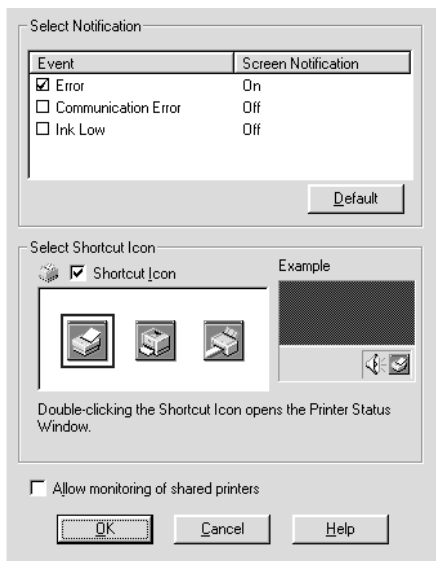 Select Notification
Event Screen Notification
Error On
Communication Error Off
Ink Low Off
Default
Select Shortcut Icon
Shortcut Icon
Example
Double-clicking the Shortcut Icon opens the Printer Status
Window.
Allow monitoring of shared printers
OK Cancel Help